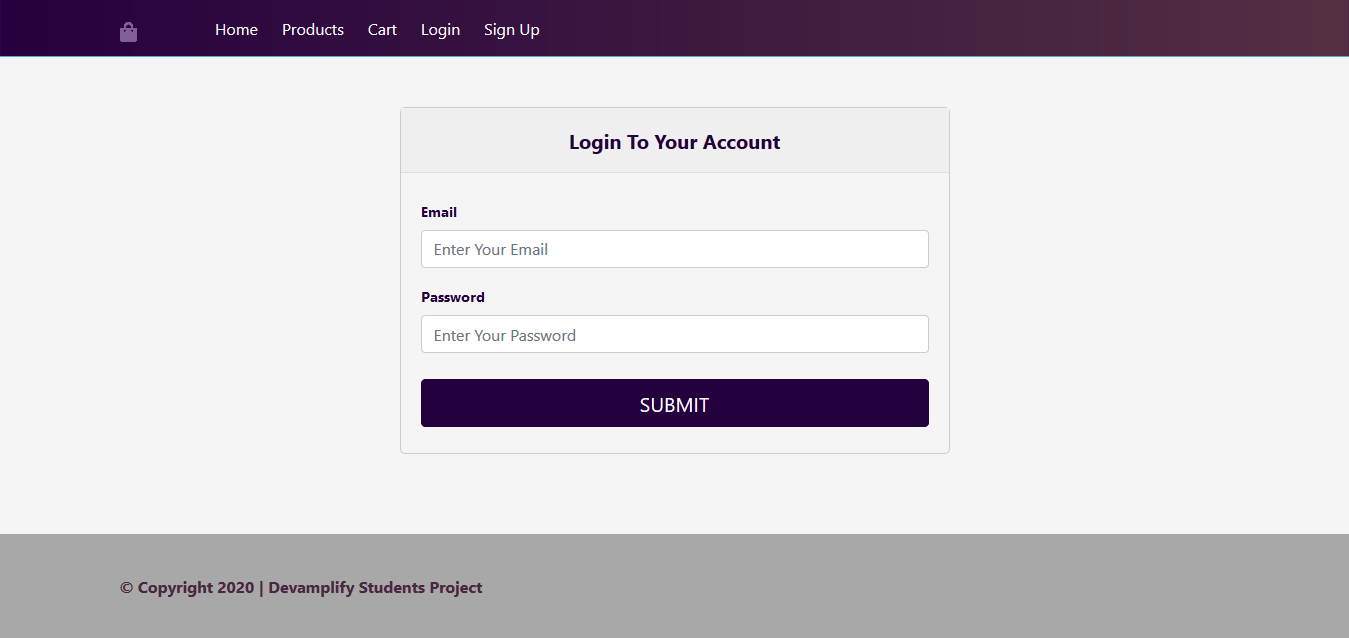 Home Products Cart Login Sign Up
Login To Your Account
Email
Enter Your Email
Password
Enter Your Password
SUBMIT
© Copyright 2020 | Devamplify Students Project